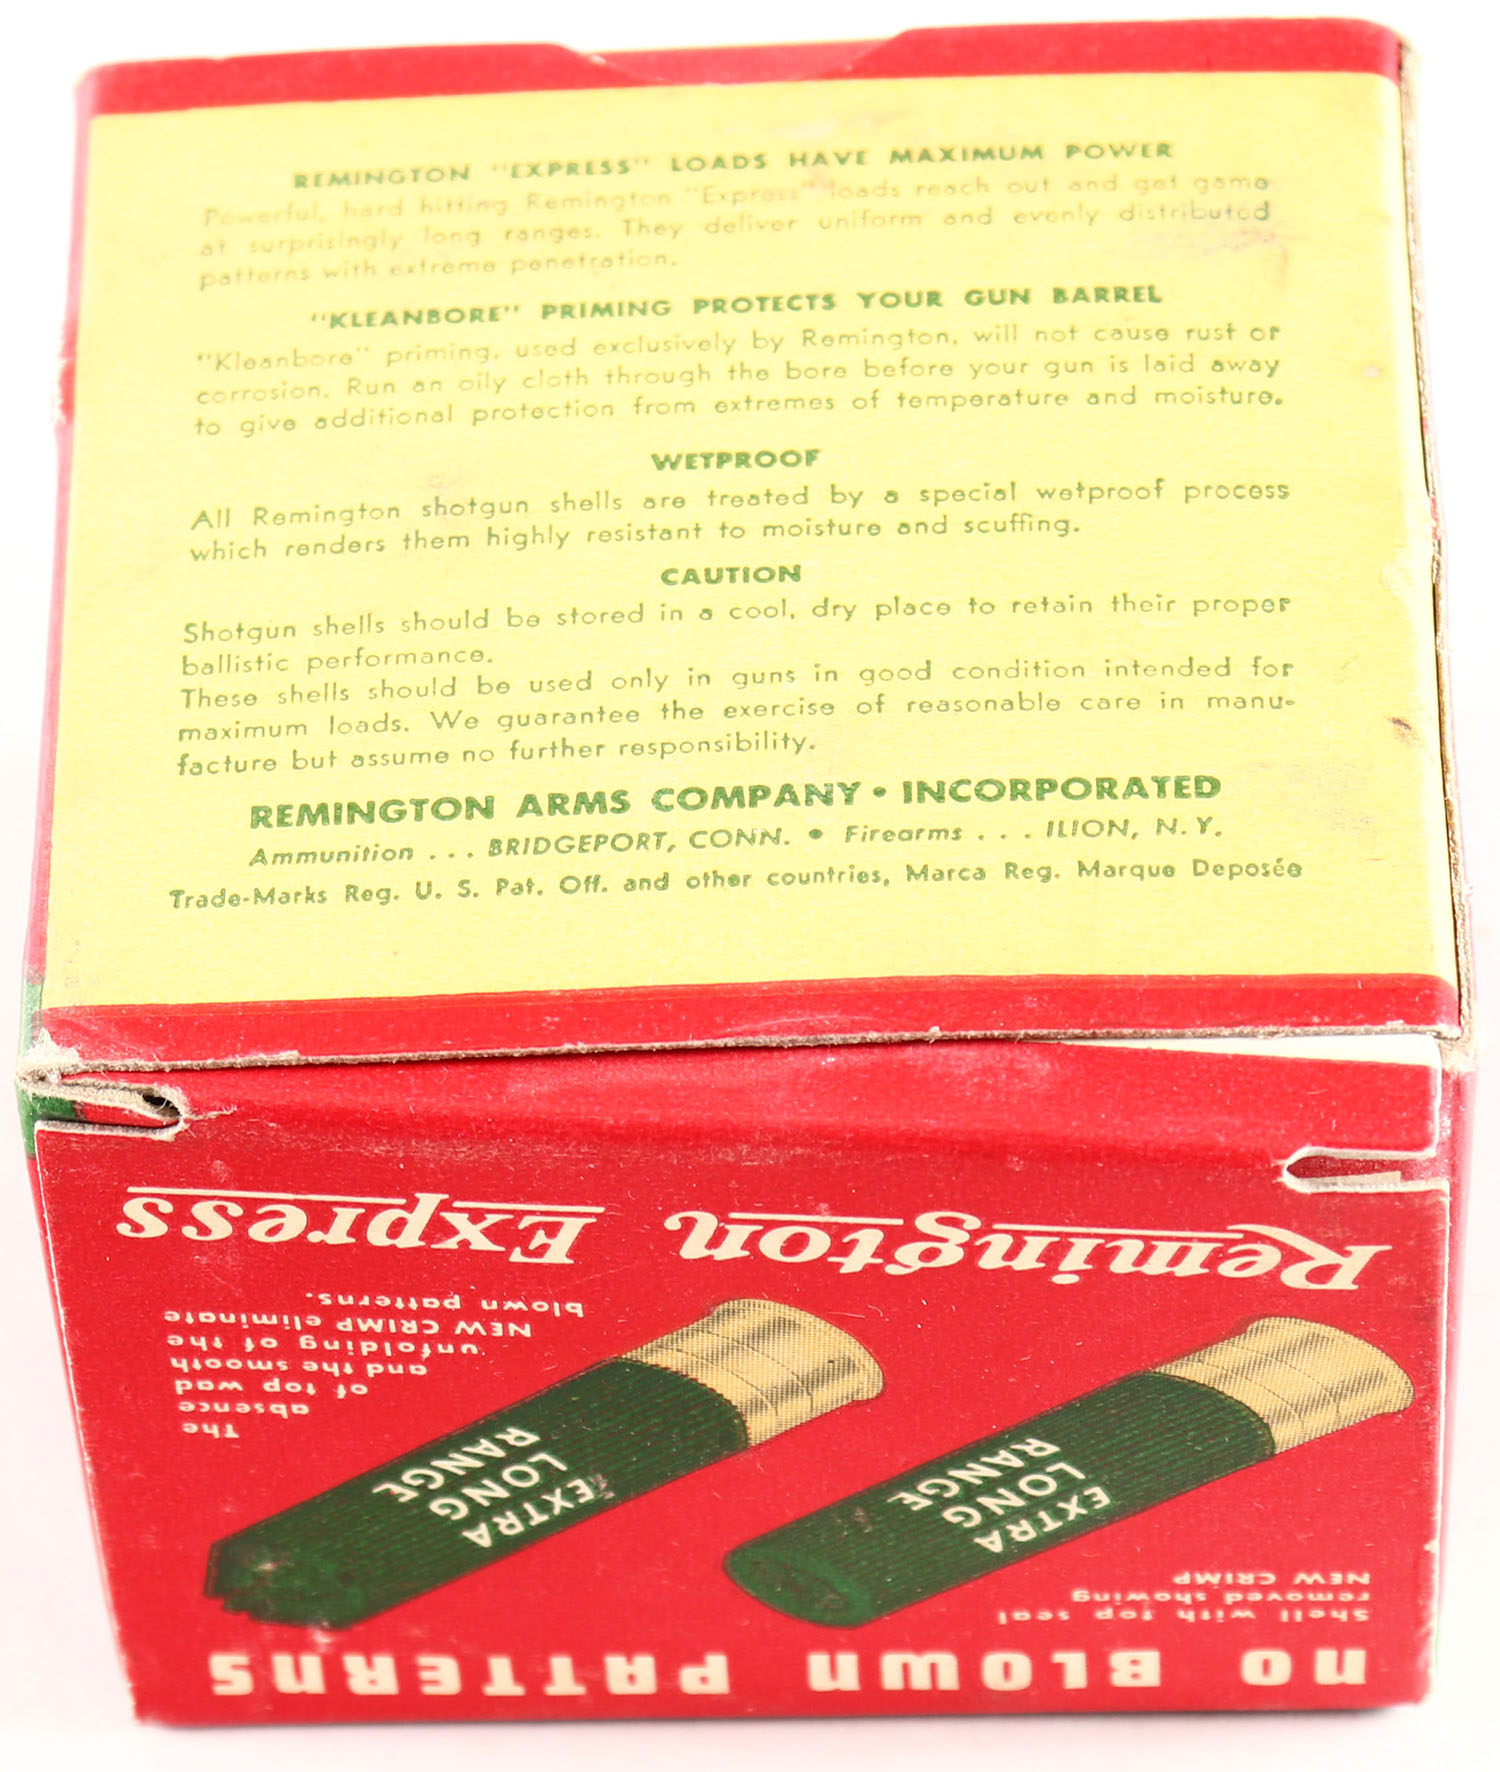 REMINGTON "EXPRESS" LOADS HAVE MAXIMUM POWER
Powerful, hard hitting Remington "Express" loads reach out and get game
at surprisingly long ranges. They deliver uniform and evenly distributed
patterns with extreme penetration.
"KLEANBORE" PRIMING PROTECTS YOUR GUN BARREL
"Kleanbore" priming, used exclusively by Remington, will not cause rust or
corrosion. Run an oily cloth through the bore before your gun is laid away
to give additional protection from extremes of temperature and moisture.
WETPROOF
All Remington shotgun shells are treated by a special wetproof process
which renders them highly resistant to moisture and scuffing.
CAUTION
Shotgun shells should be stored in a cool, dry place to retain their proper
ballistic performance.
These shells should be used only in guns in good condition intended for
maximum loads. We guarantee the exercise of reasonable care in manu-
facture but assume no further responsibility.
REMINGTON ARMS COMPANY • INCORPORATED
Ammunition . . . BRIDGEPORT, CONN. • Firearms . . . ILION, N. Y.
Trade-Marks Reg. U. S. Pat. Off. and other countries, Marca Reg. Marque Deposée
NO BLOWN PATTERNS
Shell with top seal
removed showing
NEW CRIMP
EXTRA
LONG
RANGE
EXTRA
LONG
RANGE
The
absence
of top wad
and the smooth
unfolding of the
NEW CRIMP eliminate
blown patterns.
Remington Express